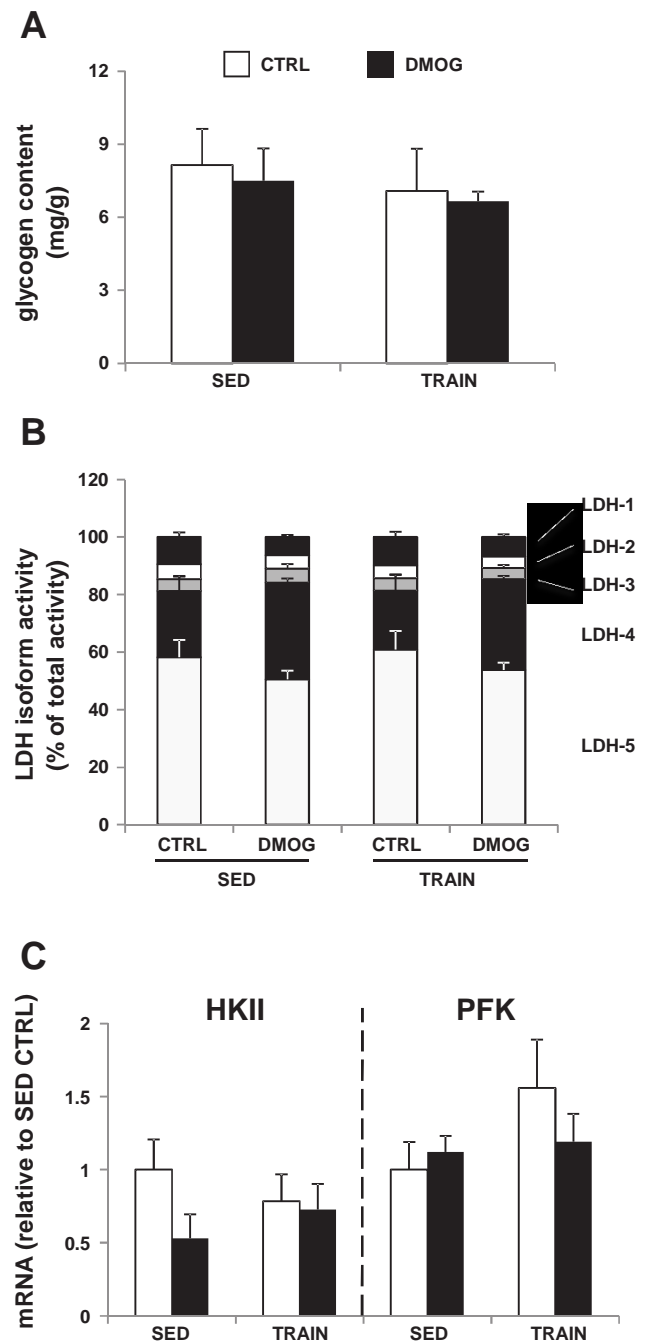 A
CTRL DMOG
glycogen content
(mg/g)
12
9
6
3
0
SED TRAIN
B
LDH isoform activity
(% of total activity)
120
100
80
60
40
20
0
LDH-1
LDH-2
LDH-3
LDH-4
LDH-5
CTRL DMOG CTRL DMOG
SED TRAIN
C
mRNA (relative to SED CTRL)
HKII PFK
2
1.5
1
0.5
0
SED TRAIN SED TRAIN